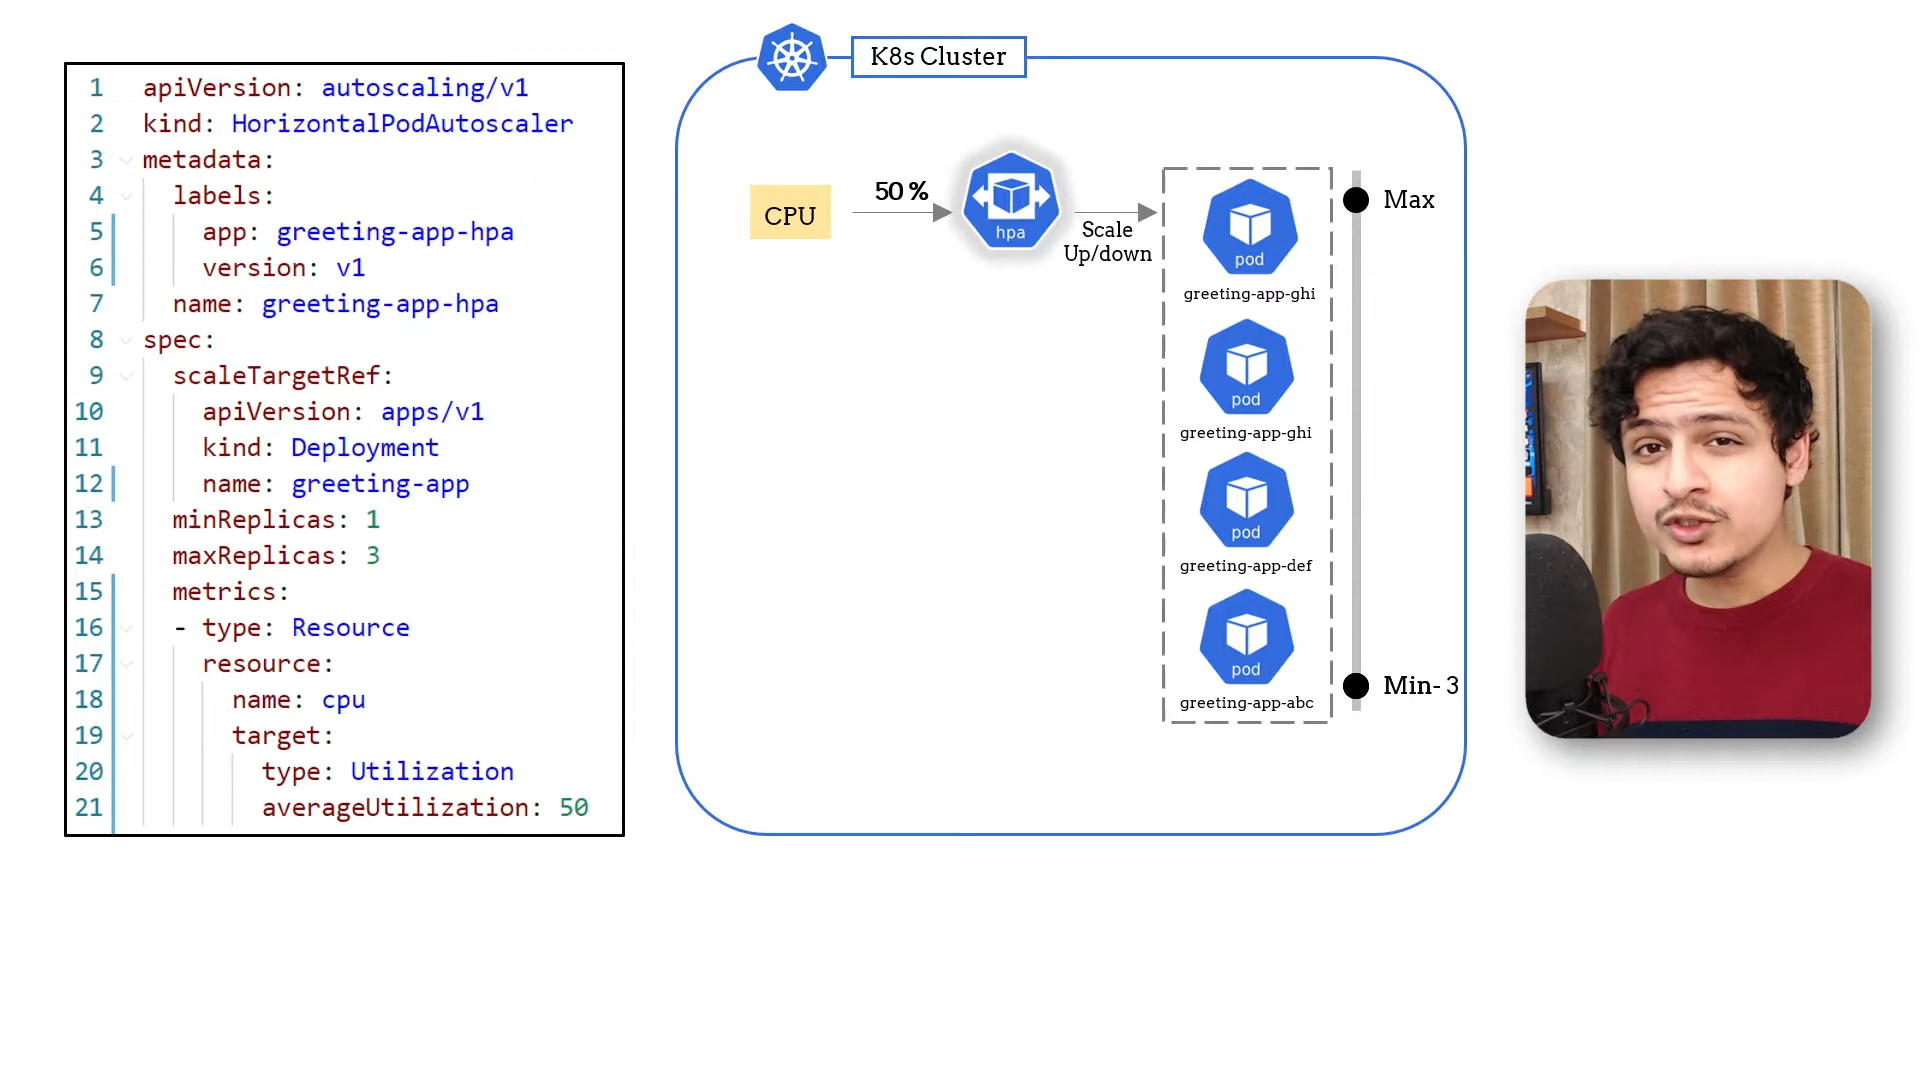 1 apiVersion: autoscaling/v1
2 kind: HorizontalPodAutoscaler
3 metadata:
4 labels:
5 app: greeting-app-hpa
6 version: v1
7 name: greeting-app-hpa
8 spec:
9 scaleTargetRef:
10 apiVersion: apps/v1
11 kind: Deployment
12 name: greeting-app
13 minReplicas: 1
14 maxReplicas: 3
15 metrics:
16 - type: Resource
17 resource:
18 name: cpu
19 target:
20 type: Utilization
21 averageUtilization: 50
K8s Cluster
CPU
50 %
hpa
Scale
Up/down
pod
greeting-app-ghi
pod
greeting-app-ghi
pod
greeting-app-def
pod
greeting-app-abc
Max
Min- 3